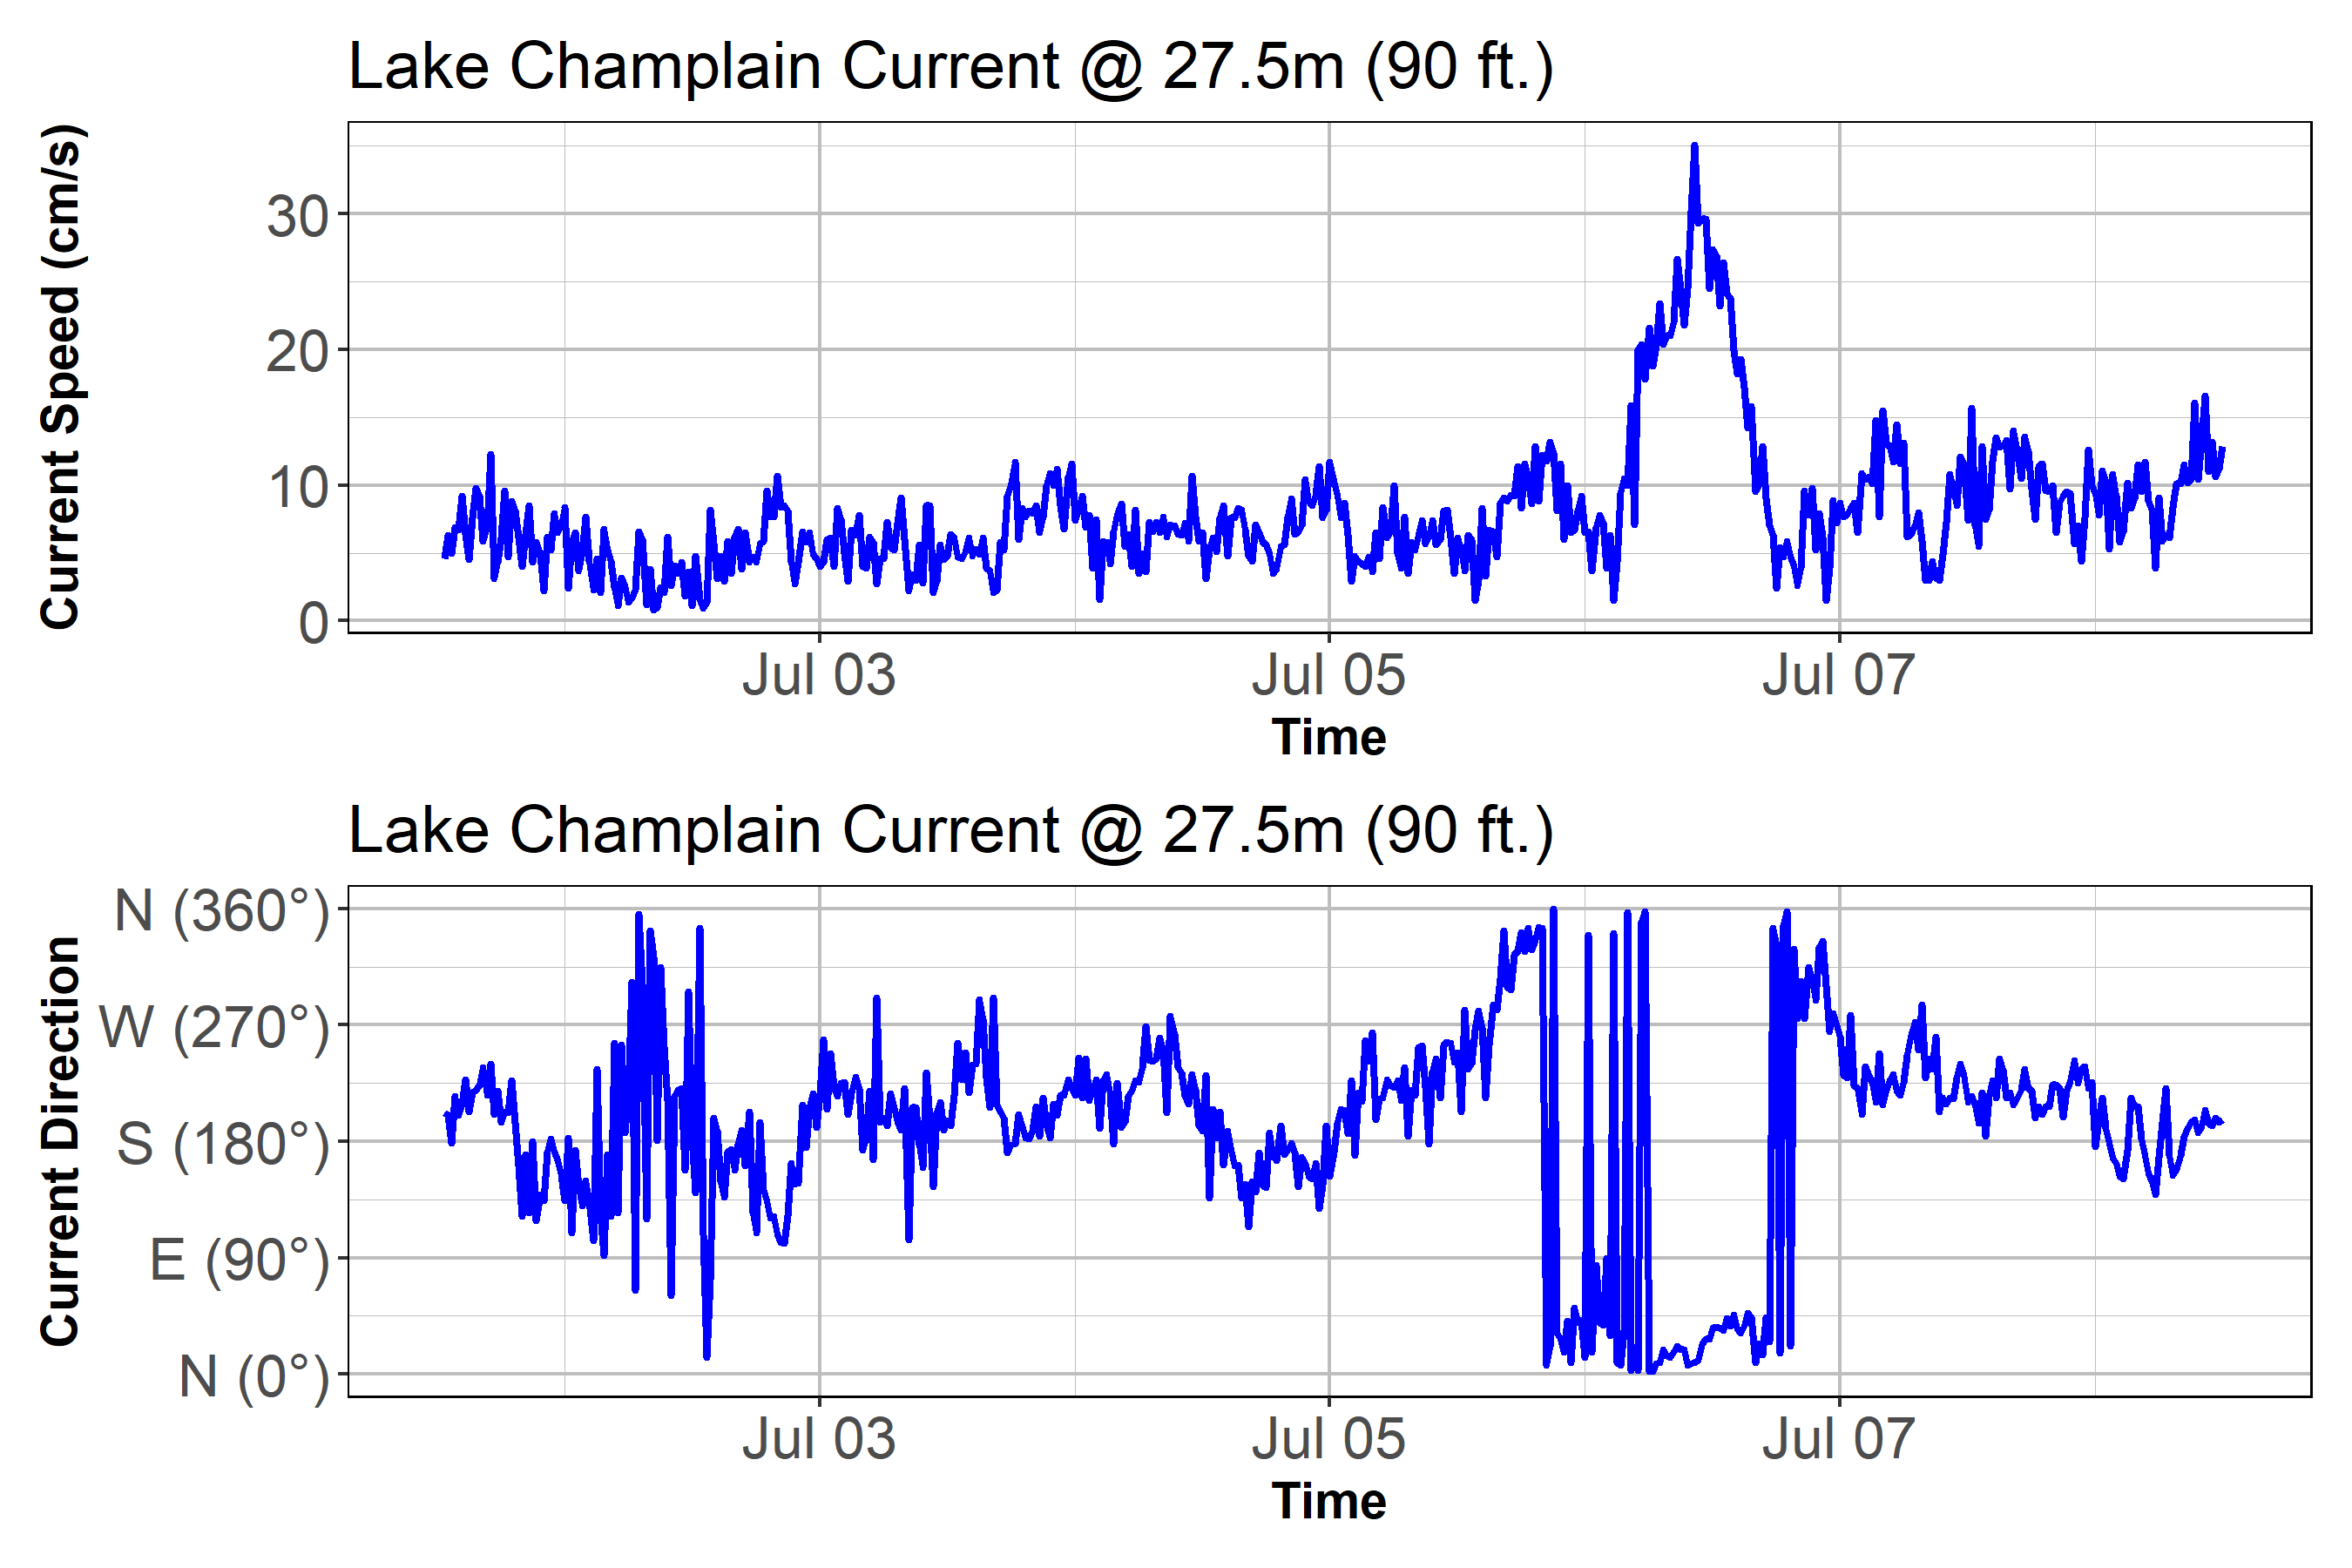 Lake Champlain Current @ 27.5m (90 ft.)
Current Speed (cm/s)
30
20
10
0
Jul 03 Jul 05 Jul 07
Time
Lake Champlain Current @ 27.5m (90 ft.)
Current Direction
N (360°)
W (270°)
S (180°)
E (90°)
N (0°)
Jul 03 Jul 05 Jul 07
Time